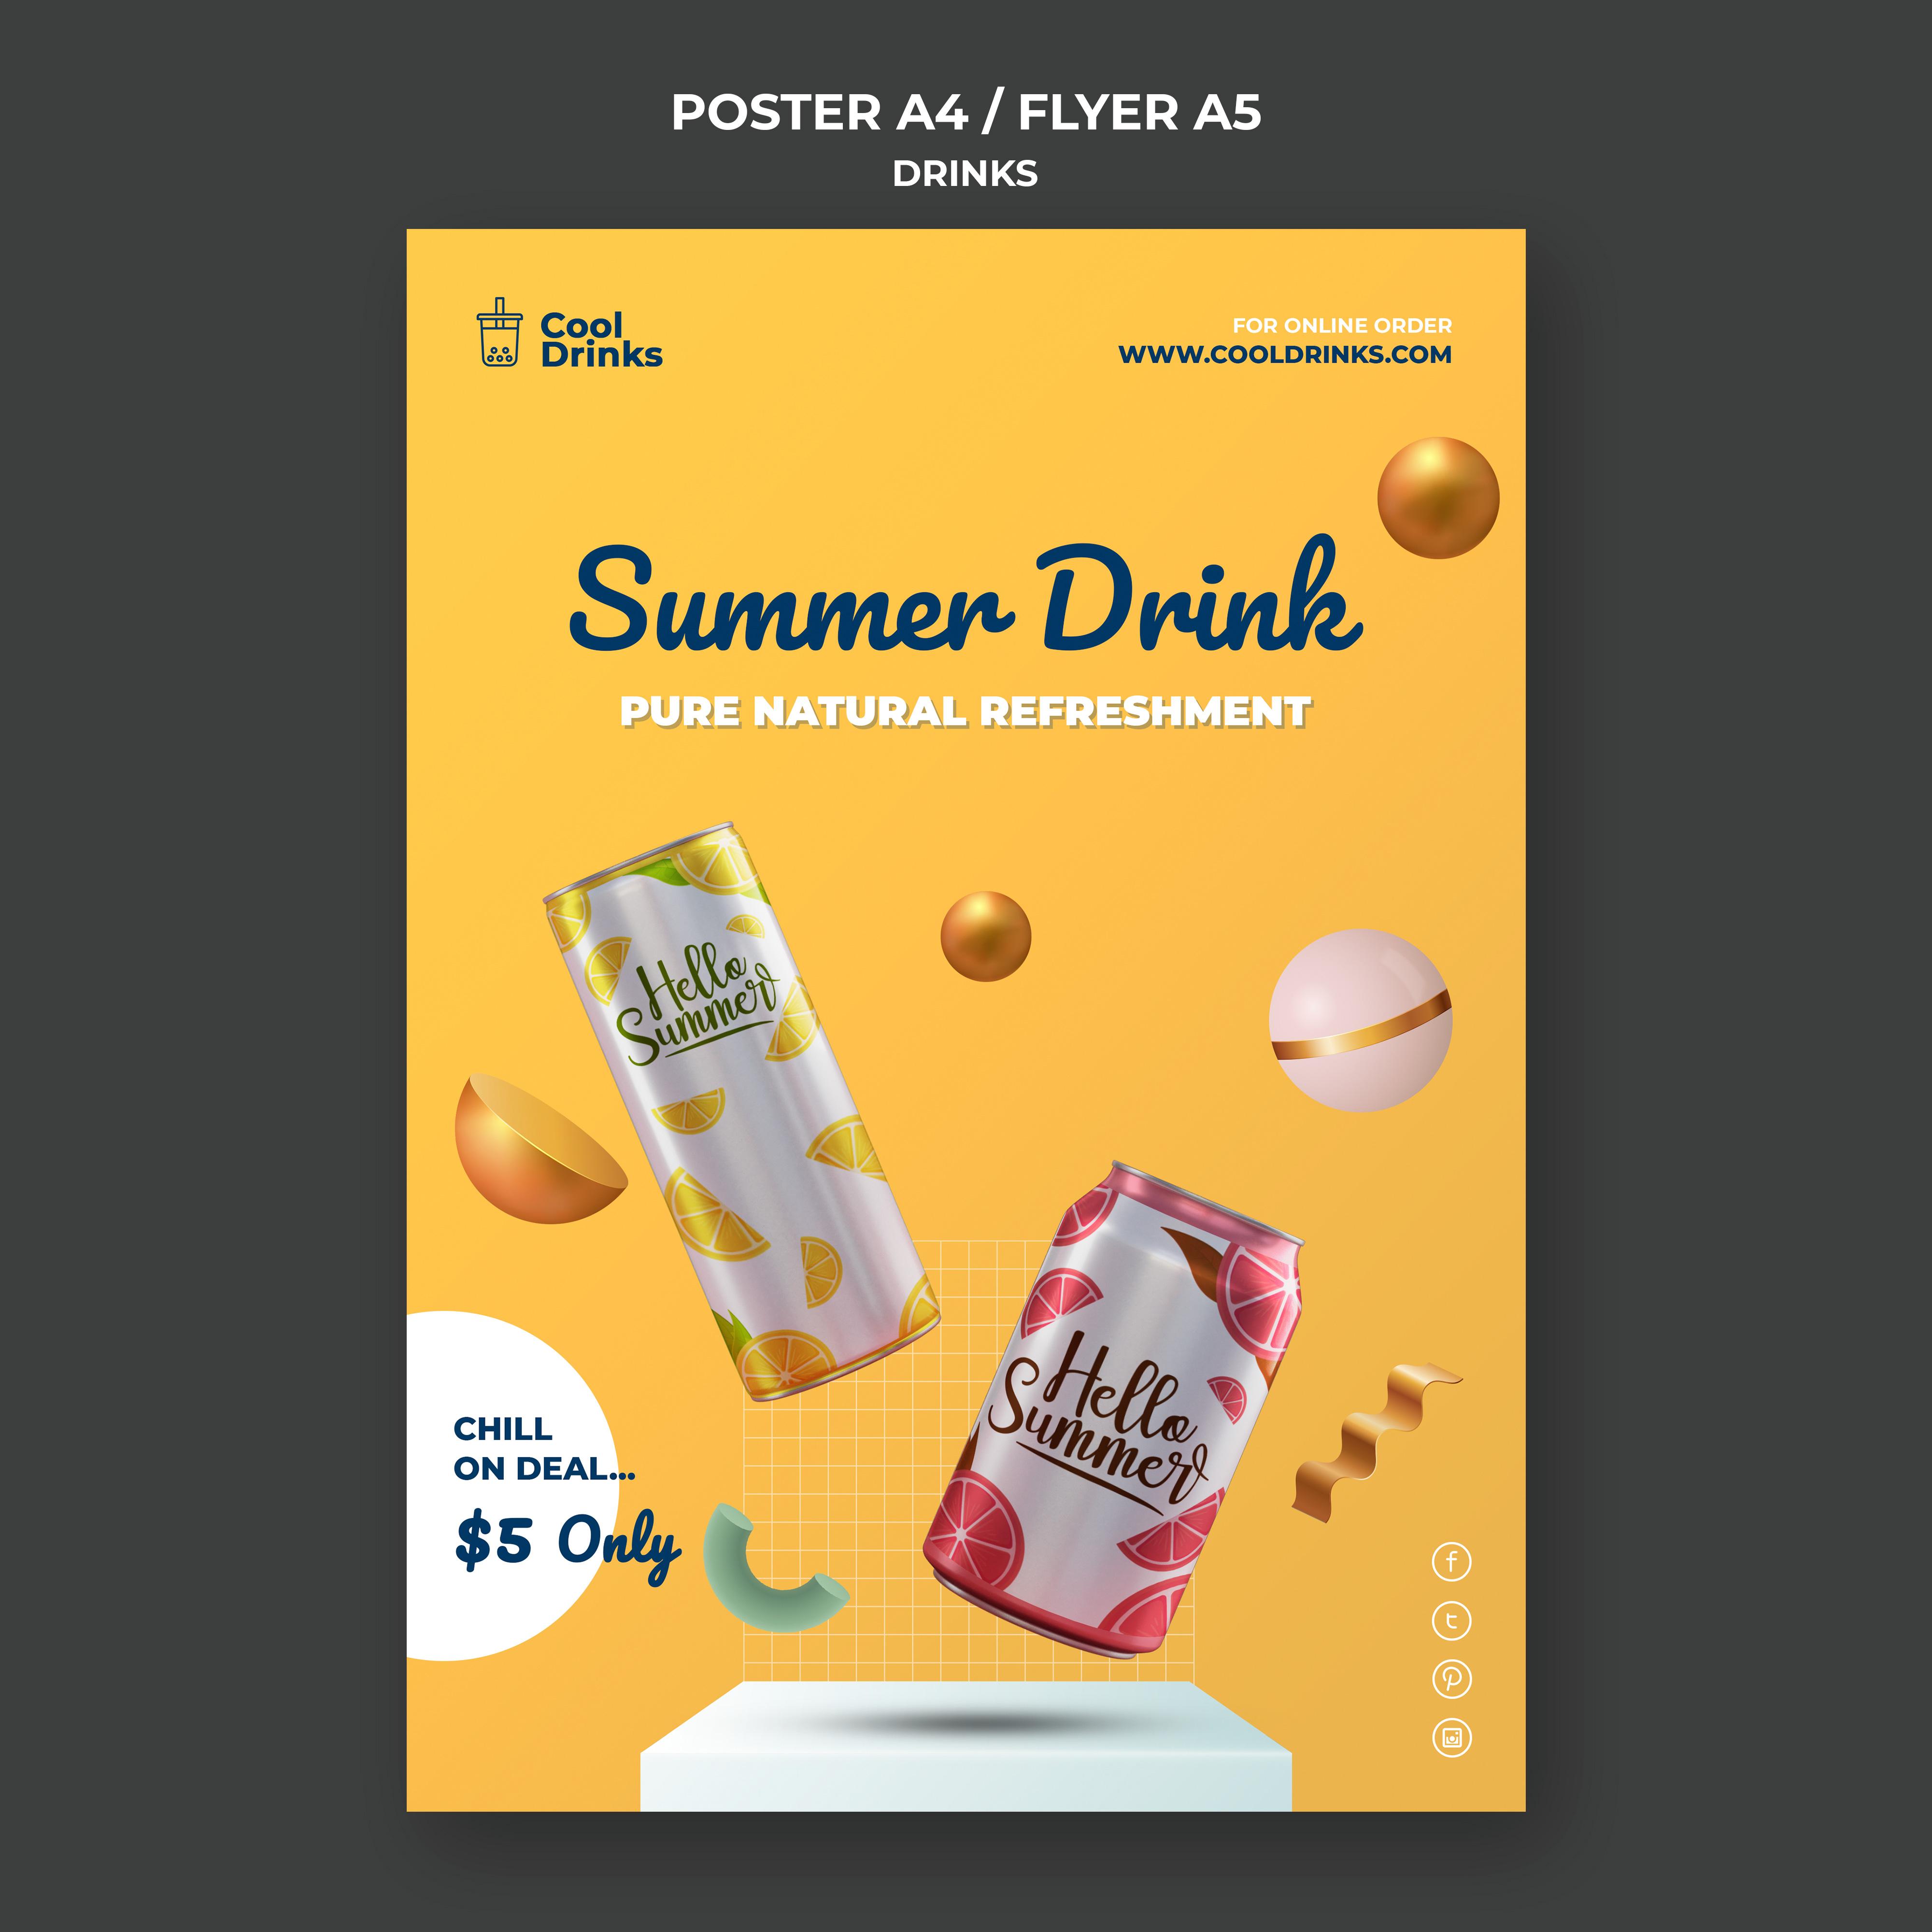 POSTER A4 / FLYER A5
DRINKS
Cool
Drinks
FOR ONLINE ORDER
WWW.COOLDRINKS.COM
Summer Drink
PURE NATURAL REFRESHMENT
Hello
Summer
Hello
Summer
CHILL
ON DEAL...
$5 Only